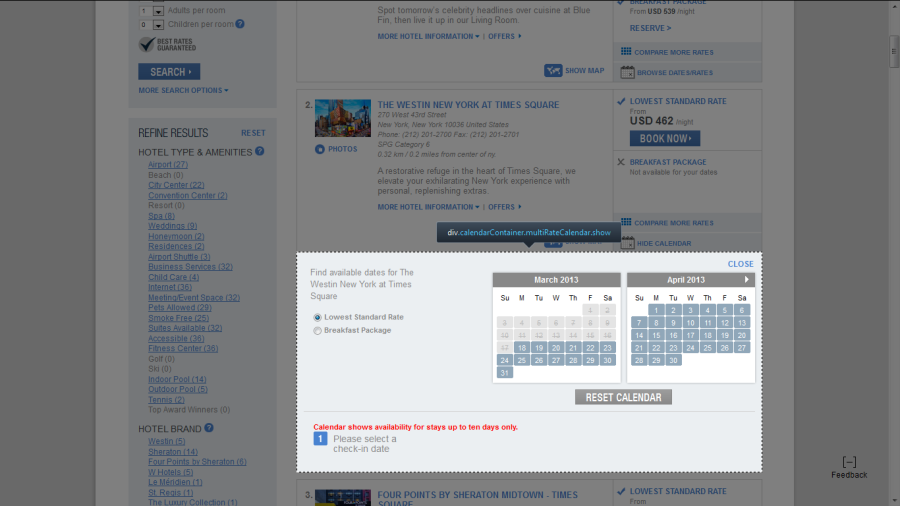 1 Adults per room
0 Children per room ?
BEST RATES
GUARANTEED
SEARCH
MORE SEARCH OPTIONS
REFINE RESULTS RESET
HOTEL TYPE & AMENITIES ?
Airport (27)
Beach (0)
City Center (22)
Convention Center (2)
Resort (0)
Spa (8)
Weddings (9)
Honeymoon (2)
Residences (2)
Airport Shuttle (3)
Business Services (32)
Child Care (4)
Internet (36)
Meeting/Event Space (32)
Pets Allowed (29)
Smoke Free (25)
Suites Available (32)
Accessible (36)
Fitness Center (36)
Golf (0)
Ski (0)
Indoor Pool (14)
Outdoor Pool (5)
Tennis (2)
Top Award Winners (0)
HOTEL BRAND ?
Westin (5)
Sheraton (14)
Four Points by Sheraton (6)
W Hotels (5)
Le Méridien (1)
St. Regis (1)
The Luxury Collection (1)
Spot tomorrow's celebrity headlines over cuisine at Blue
Fin, then live it up in our Living Room.
MORE HOTEL INFORMATION | OFFERS
SHOW MAP
BREAKFAST PACKAGE
From USD 539 /night
RESERVE >
COMPARE MORE RATES
BROWSE DATES/RATES
2. THE WESTIN NEW YORK AT TIMES SQUARE
270 West 43rd Street
New York, New York 10036 United States
Phone: (212) 201-2700 Fax: (212) 201-2701
SPG Category 6
0.32 km / 0.2 miles from center of ny.
PHOTOS
A restorative refuge in the heart of Times Square, we
elevate your exhilarating New York experience with
personal, replenishing extras.
MORE HOTEL INFORMATION | OFFERS
LOWEST STANDARD RATE
From
USD 462 /night
BOOK NOW
BREAKFAST PACKAGE
Not available for your dates
COMPARE MORE RATES
HIDE CALENDAR
div.calendarContainer.multiRateCalendar.show
CLOSE
Find available dates for The
Westin New York at Times
Square
Lowest Standard Rate
Breakfast Package
March 2013
Su M Tu W Th F Sa
1 2
3 4 5 6 7 8 9
10 11 12 13 14 15 16
17 18 19 20 21 22 23
24 25 26 27 28 29 30
31
April 2013
Su M Tu W Th F Sa
1 2 3 4 5 6
7 8 9 10 11 12 13
14 15 16 17 18 19 20
21 22 23 24 25 26 27
28 29 30
RESET CALENDAR
Calendar shows availability for stays up to ten days only.
1 Please select a
check-in date
3. FOUR POINTS BY SHERATON MIDTOWN - TIMES
SQUARE
LOWEST STANDARD RATE
From
[–]
Feedback